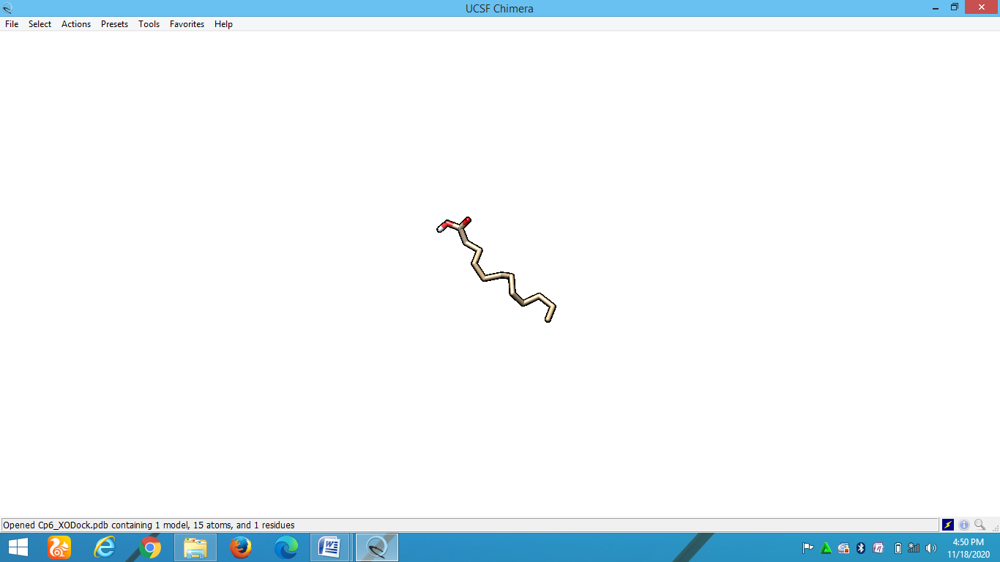 UCSF Chimera
File Select Actions Presets Tools Favorites Help
Opened Cp6_XODock.pdb containing 1 model, 15 atoms, and 1 residues
4:50 PM
11/18/2020